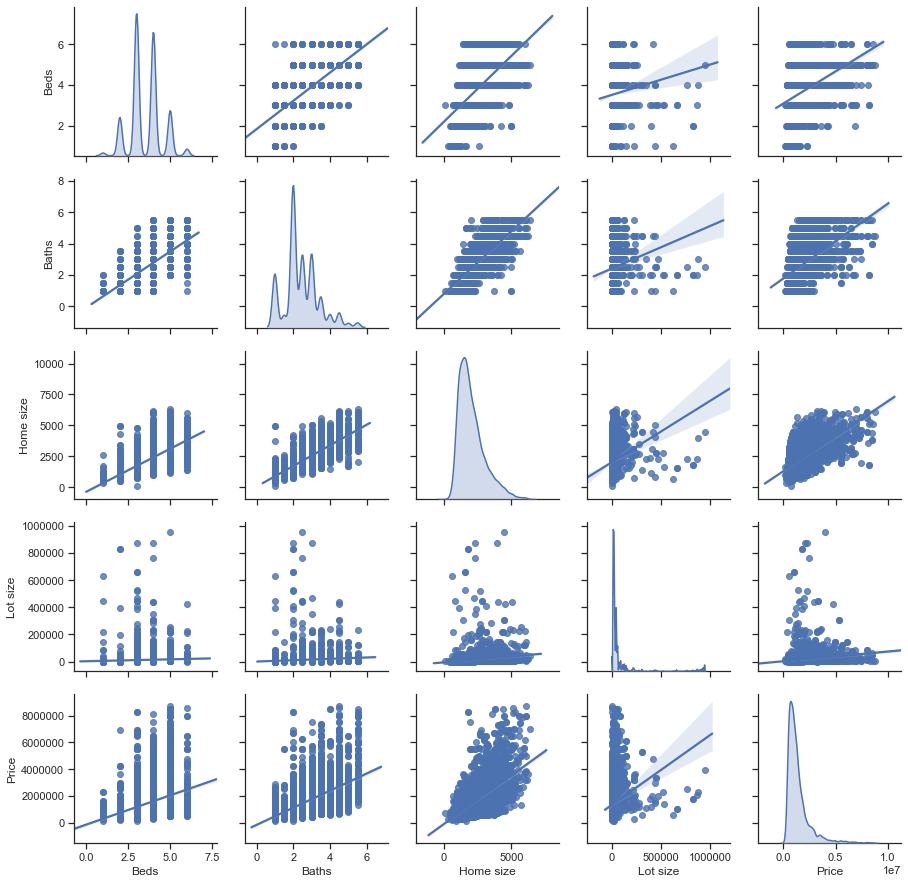 6
4
2
Beds
8
6
4
2
0
Baths
10000
7500
5000
2500
0
Home size
1000000
800000
600000
400000
200000
0
Lot size
8000000
6000000
4000000
2000000
0
Price
0.0 2.5 5.0 7.5
Beds
0 2 4 6
Baths
0 5000
Home size
0 500000 1000000
Lot size
0.0 0.5 1.0
1e7
Price